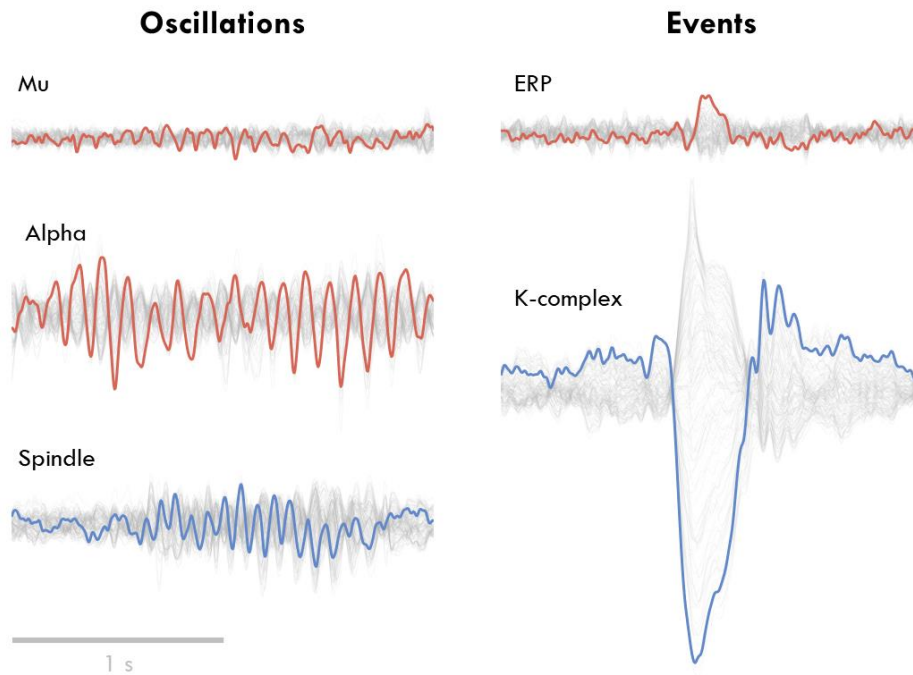 Oscillations
Mu
Alpha
Spindle
1 s
Events
ERP
K-complex